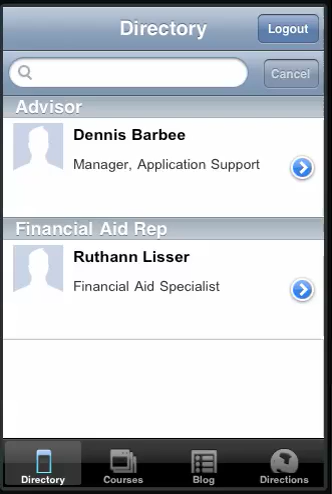 Directory
Logout
Cancel
Advisor
Dennis Barbee
Manager, Application Support
Financial Aid Rep
Ruthann Lisser
Financial Aid Specialist
Directory Courses Blog Directions